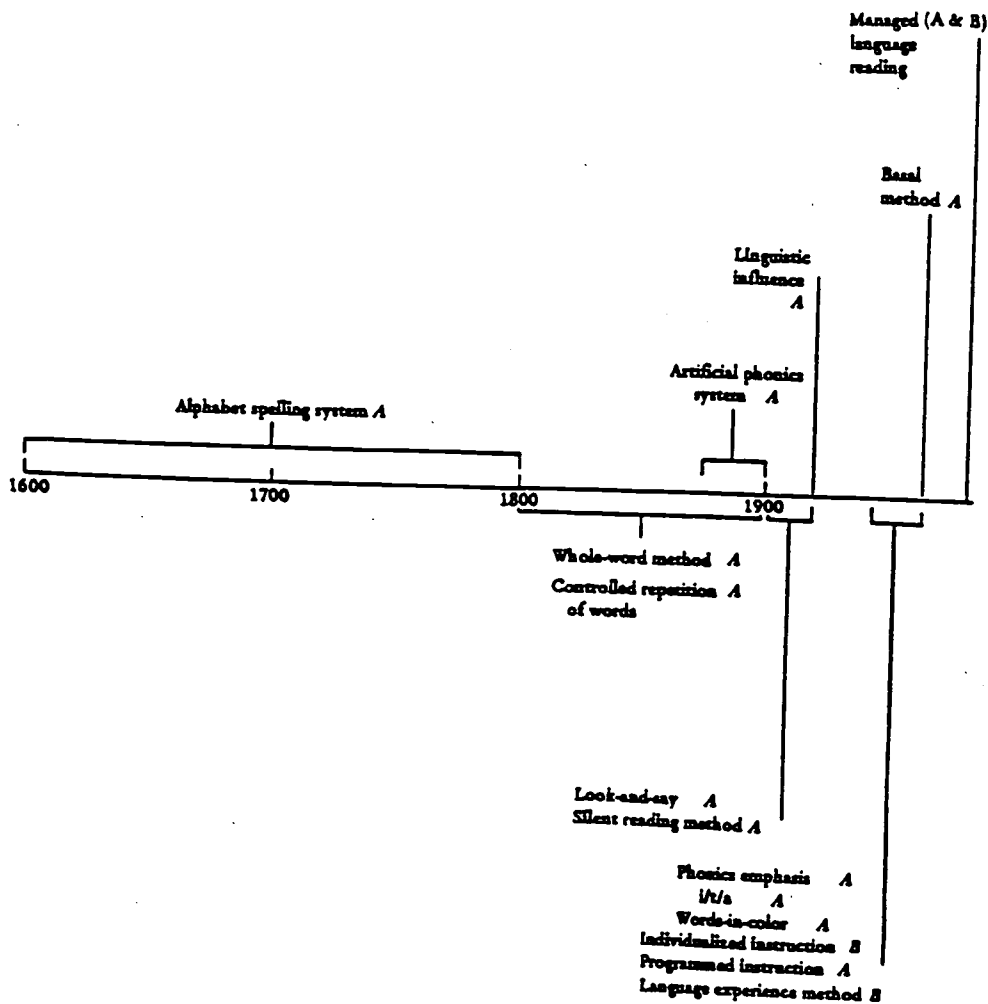 Managed (A & B)
language
reading
Basal
method A
Linguistic
influence
A
Artificial phonics
system A
Alphabet spelling system A
1600
1700
1800
1900
Whole-word method A
Controlled repetition A
of words
Look-and-say A
Silent reading method A
Phonics emphasis A
i/t/a A
Words-in-color A
Individualized instruction B
Programmed instruction A
Language experience method B